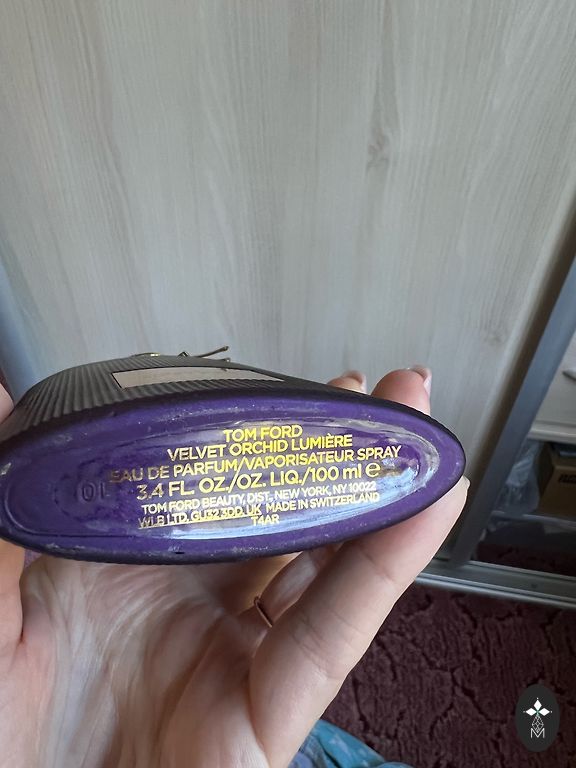 TOM FORD
VELVET ORCHID LUMIÈRE
EAU DE PARFUM/VAPORISATEUR SPRAY
3.4 FL. OZ./OZ. LIQ./100 ml ℮
TOM FORD BEAUTY, DIST., NEW YORK, NY 10022
WLB LTD. GU32 3DD, UK MADE IN SWITZERLAND
T4AR